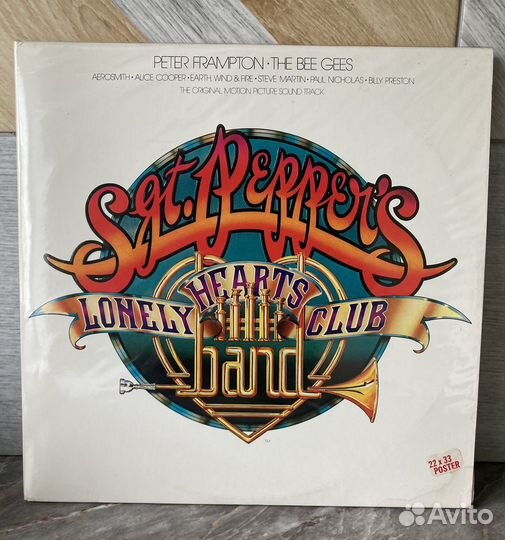 PETER FRAMPTON · THE BEE GEES
AEROSMITH · ALICE COOPER · EARTH, WIND & FIRE · STEVE MARTIN · PAUL NICHOLAS · BILLY PRESTON
THE ORIGINAL MOTION PICTURE SOUND TRACK
Sgt. Pepper's
LONELY HEARTS CLUB
band
22 x 33
POSTER
Avito